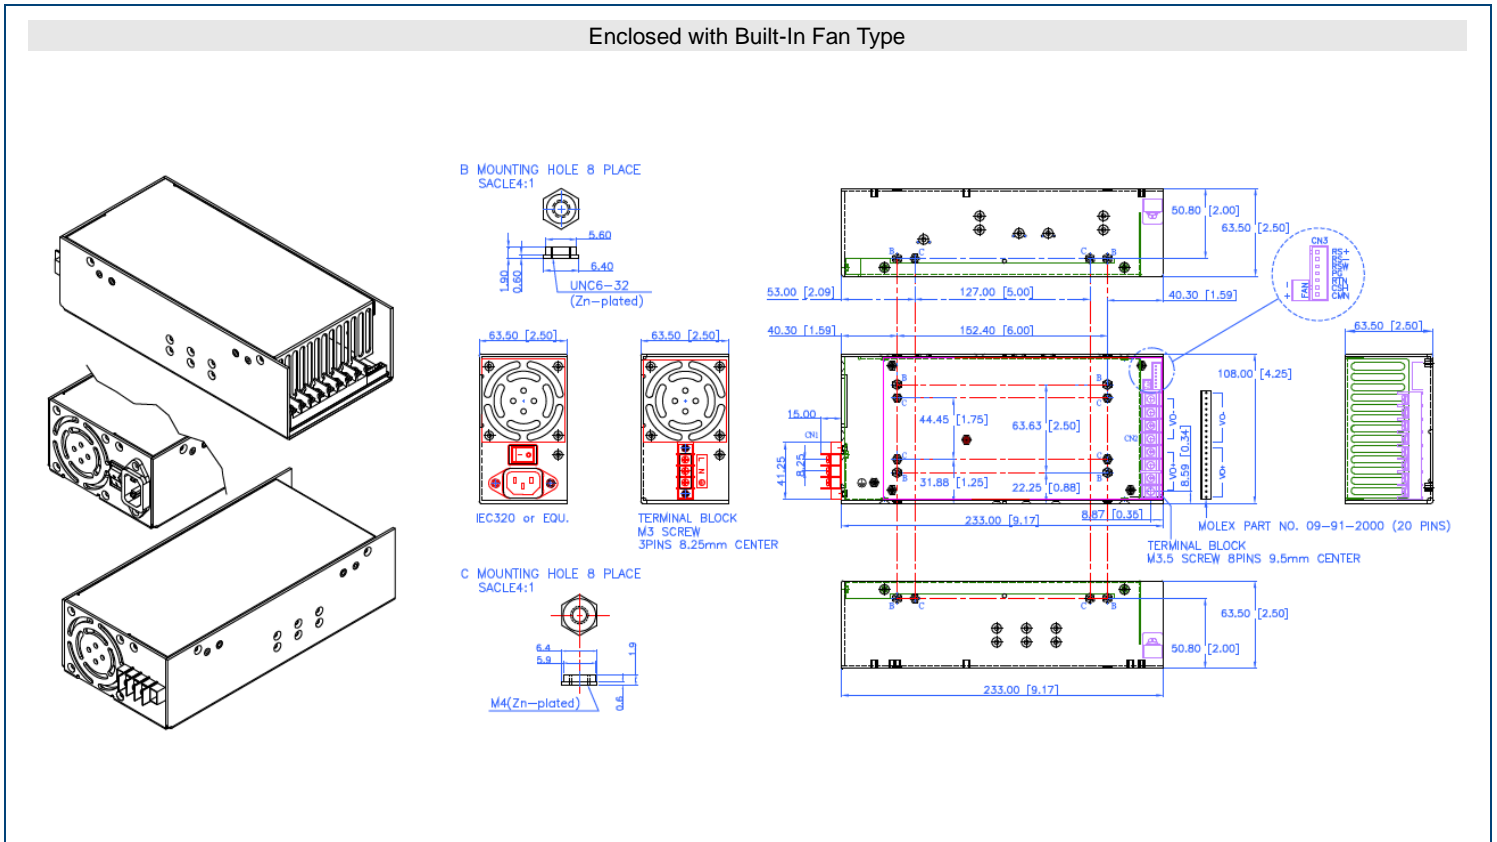 Enclosed with Built-In Fan Type
B MOUNTING HOLE 8 PLACE
SACLE4:1
5.60
6.40
1.90
0.60
UNC6-32
(Zn-plated)
63.50 [2.50]
63.50 [2.50]
IEC320 or EQU.
L N
TERMINAL BLOCK
M3 SCREW
3PINS 8.25mm CENTER
C MOUNTING HOLE 8 PLACE
SACLE4:1
6.4
5.9
1.9
0.6
M4(Zn-plated)
50.80 [2.00]
63.50 [2.50]
B C C B
53.00 [2.09]
127.00 [5.00]
40.30 [1.59]
CN3
FAN
- +
40.30 [1.59]
152.40 [6.00]
63.50 [2.50]
108.00 [4.25]
B B
C C
15.00
CN1
44.45 [1.75]
63.63 [2.50]
CN2
VO-
VO+
VO-
VO+
41.25
8.25
C C
B B
31.88 [1.25]
22.25 [0.88]
8.59 [0.34]
8.87 [0.35]
233.00 [9.17]
MOLEX PART NO. 09-91-2000 (20 PINS)
TERMINAL BLOCK
M3.5 SCREW 8PINS 9.5mm CENTER
B C C B
63.50 [2.50]
50.80 [2.00]
233.00 [9.17]